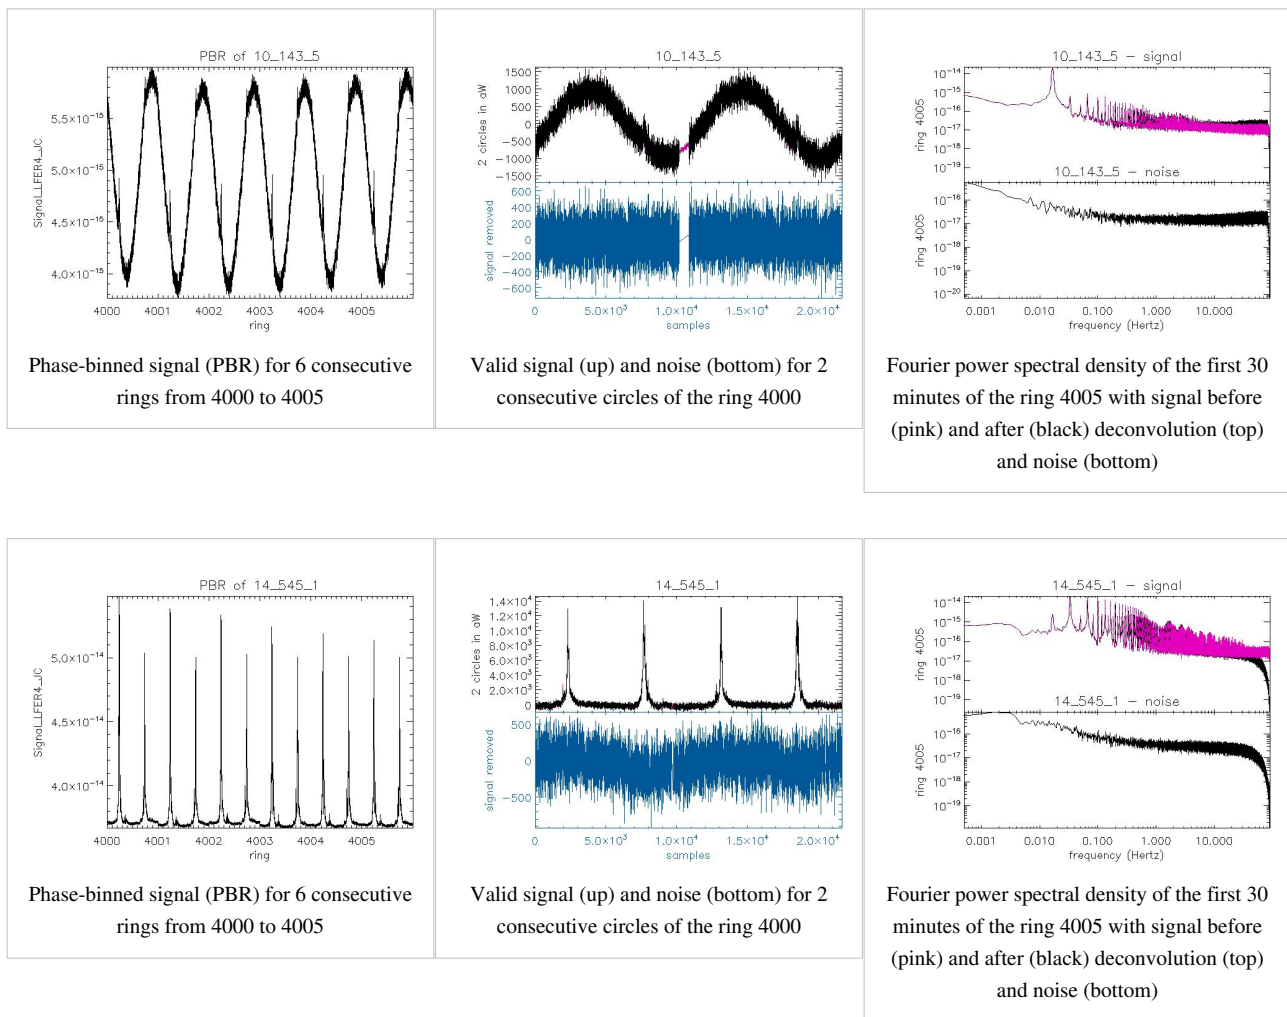 PBR of 10_143_5
Signal_LFER4_JC
5.5×10⁻¹⁵
5.0×10⁻¹⁵
4.5×10⁻¹⁵
4.0×10⁻¹⁵
4000 4001 4002 4003 4004 4005
ring
Phase-binned signal (PBR) for 6 consecutive
rings from 4000 to 4005
10_143_5
2 circles in aW
1500
1000
500
0
−500
−1000
−1500
signal removed
600
400
200
0
−200
−400
−600
0 5.0×10³ 1.0×10⁴ 1.5×10⁴ 2.0×10⁴
samples
Valid signal (up) and noise (bottom) for 2
consecutive circles of the ring 4000
10_143_5 − signal
ring 4005
10⁻¹⁴
10⁻¹⁵
10⁻¹⁶
10⁻¹⁷
10⁻¹⁸
10⁻¹⁹
10_143_5 − noise
ring 4005
10⁻¹⁶
10⁻¹⁷
10⁻¹⁸
10⁻¹⁹
10⁻²⁰
0.001 0.010 0.100 1.000 10.000
frequency (Hertz)
Fourier power spectral density of the first 30
minutes of the ring 4005 with signal before
(pink) and after (black) deconvolution (top)
and noise (bottom)
PBR of 14_545_1
Signal_LFER4_JC
5.0×10⁻¹⁴
4.5×10⁻¹⁴
4.0×10⁻¹⁴
4000 4001 4002 4003 4004 4005
ring
Phase-binned signal (PBR) for 6 consecutive
rings from 4000 to 4005
14_545_1
2 circles in aW
1.4×10⁴
1.2×10⁴
1.0×10⁴
8.0×10³
6.0×10³
4.0×10³
2.0×10³
0
signal removed
500
0
−500
0 5.0×10³ 1.0×10⁴ 1.5×10⁴ 2.0×10⁴
samples
Valid signal (up) and noise (bottom) for 2
consecutive circles of the ring 4000
14_545_1 − signal
ring 4005
10⁻¹⁴
10⁻¹⁵
10⁻¹⁶
10⁻¹⁷
10⁻¹⁸
10⁻¹⁹
14_545_1 − noise
ring 4005
10⁻¹⁶
10⁻¹⁷
10⁻¹⁸
10⁻¹⁹
0.001 0.010 0.100 1.000 10.000
frequency (Hertz)
Fourier power spectral density of the first 30
minutes of the ring 4005 with signal before
(pink) and after (black) deconvolution (top)
and noise (bottom)